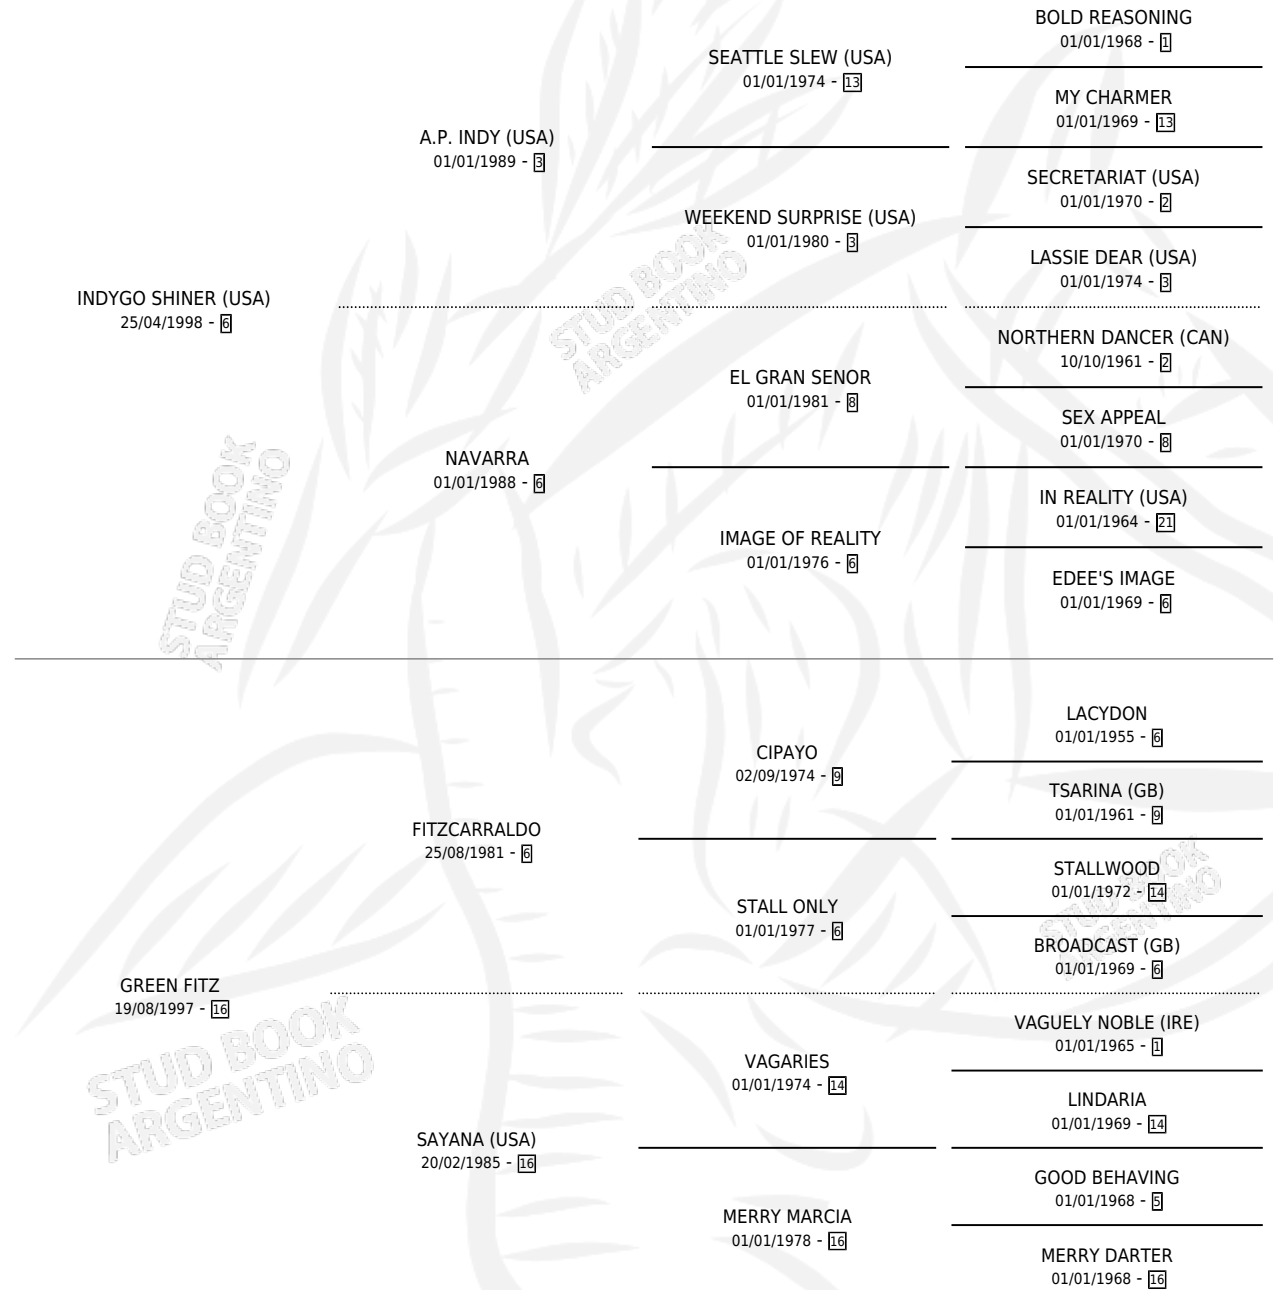 BOLD REASONING
01/01/1968 - 1
SEATTLE SLEW (USA)
01/01/1974 - 13
MY CHARMER
01/01/1969 - 13
A.P. INDY (USA)
01/01/1989 - 3
SECRETARIAT (USA)
01/01/1970 - 2
WEEKEND SURPRISE (USA)
01/01/1980 - 3
LASSIE DEAR (USA)
01/01/1974 - 3
INDYGO SHINER (USA)
25/04/1998 - 6
NORTHERN DANCER (CAN)
10/10/1961 - 2
EL GRAN SENOR
01/01/1981 - 8
SEX APPEAL
01/01/1970 - 8
NAVARRA
01/01/1988 - 6
IN REALITY (USA)
01/01/1964 - 21
IMAGE OF REALITY
01/01/1976 - 6
EDEE'S IMAGE
01/01/1969 - 6
LACYDON
01/01/1955 - 6
CIPAYO
02/09/1974 - 9
TSARINA (GB)
01/01/1961 - 9
FITZCARRALDO
25/08/1981 - 6
STALLWOOD
01/01/1972 - 14
STALL ONLY
01/01/1977 - 6
BROADCAST (GB)
01/01/1969 - 6
GREEN FITZ
19/08/1997 - 16
VAGUELY NOBLE (IRE)
01/01/1965 - 1
VAGARIES
01/01/1974 - 14
LINDARIA
01/01/1969 - 14
SAYANA (USA)
20/02/1985 - 16
GOOD BEHAVING
01/01/1968 - 5
MERRY MARCIA
01/01/1978 - 16
MERRY DARTER
01/01/1968 - 16
STUD BOOK
ARGENTINO
STUD BOOK
ARGENTINO
STUD BOOK
ARGENTINO
STUD BOOK
ARGENTINO